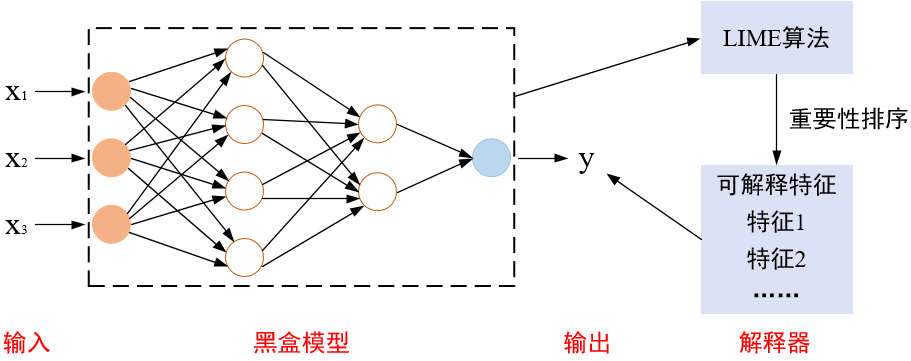 x1
x2
x3
y
LIME算法
重要性排序
可解释特征
特征1
特征2
……
输入
黑盒模型
输出
解释器